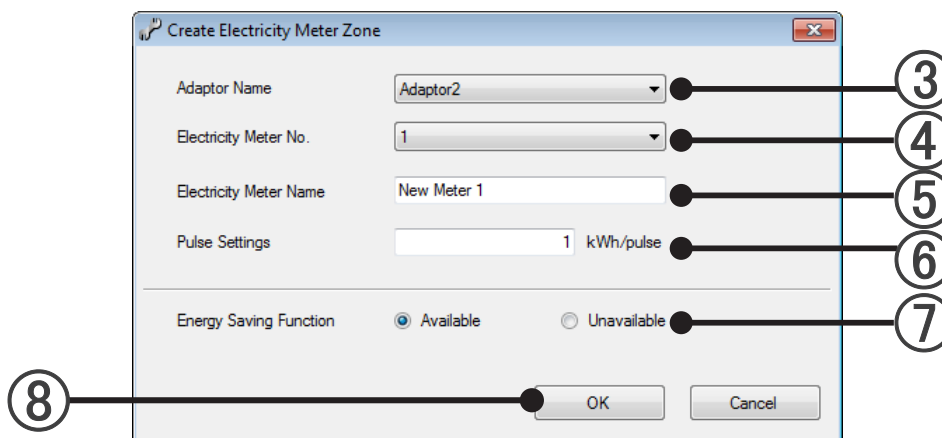 Create Electricity Meter Zone
Adaptor Name Adaptor2 ③
Electricity Meter No. 1 ④
Electricity Meter Name New Meter 1 ⑤
Pulse Settings 1 kWh/pulse ⑥
Energy Saving Function Available Unavailable ⑦
⑧ OK Cancel